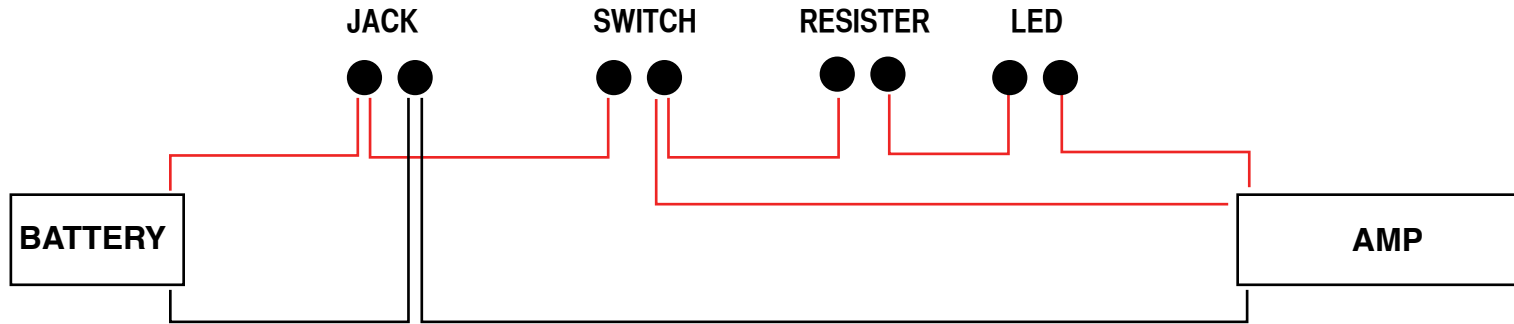 JACK
SWITCH
RESISTER
LED
BATTERY
AMP